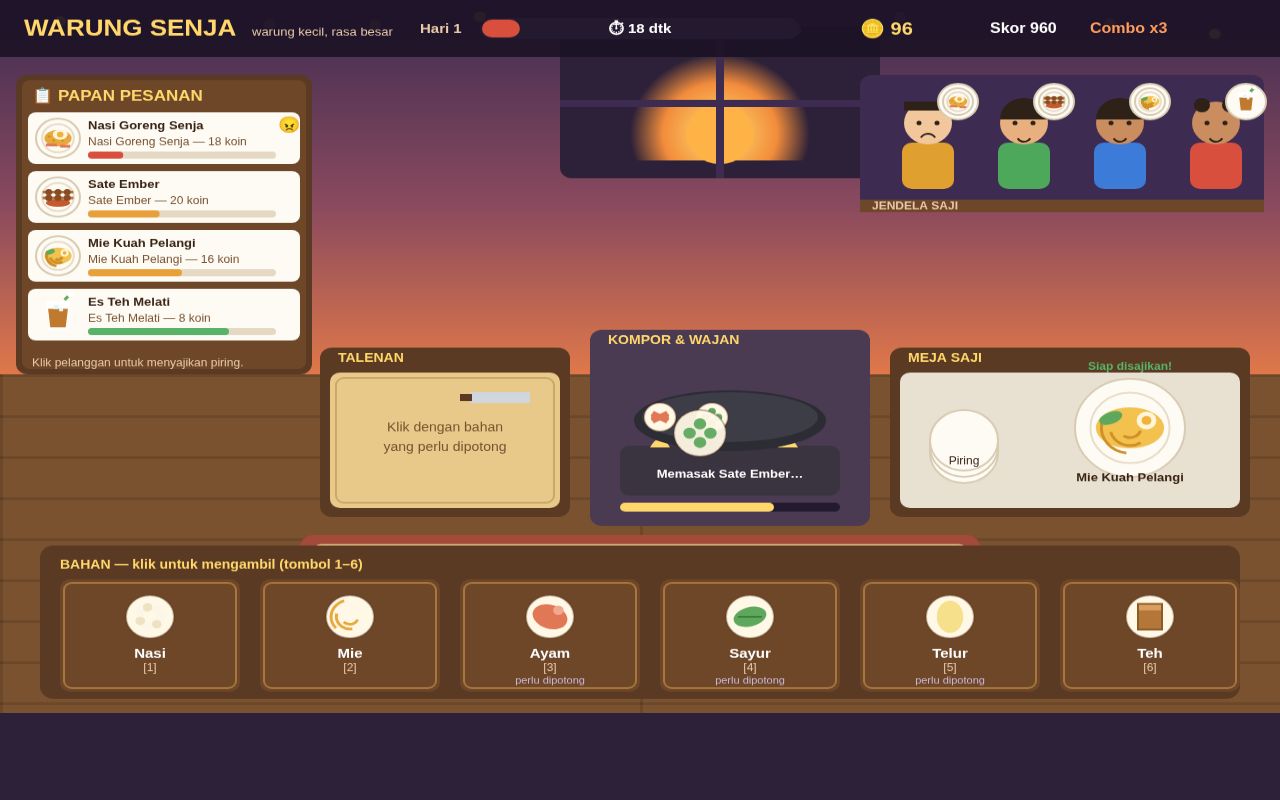 WARUNG SENJA
warung kecil, rasa besar
Hari 1
18 dtk
96
Skor 960
Combo x3
PAPAN PESANAN
Nasi Goreng Senja
Nasi Goreng Senja — 18 koin
Sate Ember
Sate Ember — 20 koin
Mie Kuah Pelangi
Mie Kuah Pelangi — 16 koin
Es Teh Melati
Es Teh Melati — 8 koin
Klik pelanggan untuk menyajikan piring.
JENDELA SAJI
TALENAN
Klik dengan bahan
yang perlu dipotong
KOMPOR & WAJAN
Memasak Sate Ember…
MEJA SAJI
Siap disajikan!
Piring
Mie Kuah Pelangi
BAHAN — klik untuk mengambil (tombol 1–6)
Nasi
[1]
Mie
[2]
Ayam
[3]
perlu dipotong
Sayur
[4]
perlu dipotong
Telur
[5]
perlu dipotong
Teh
[6]